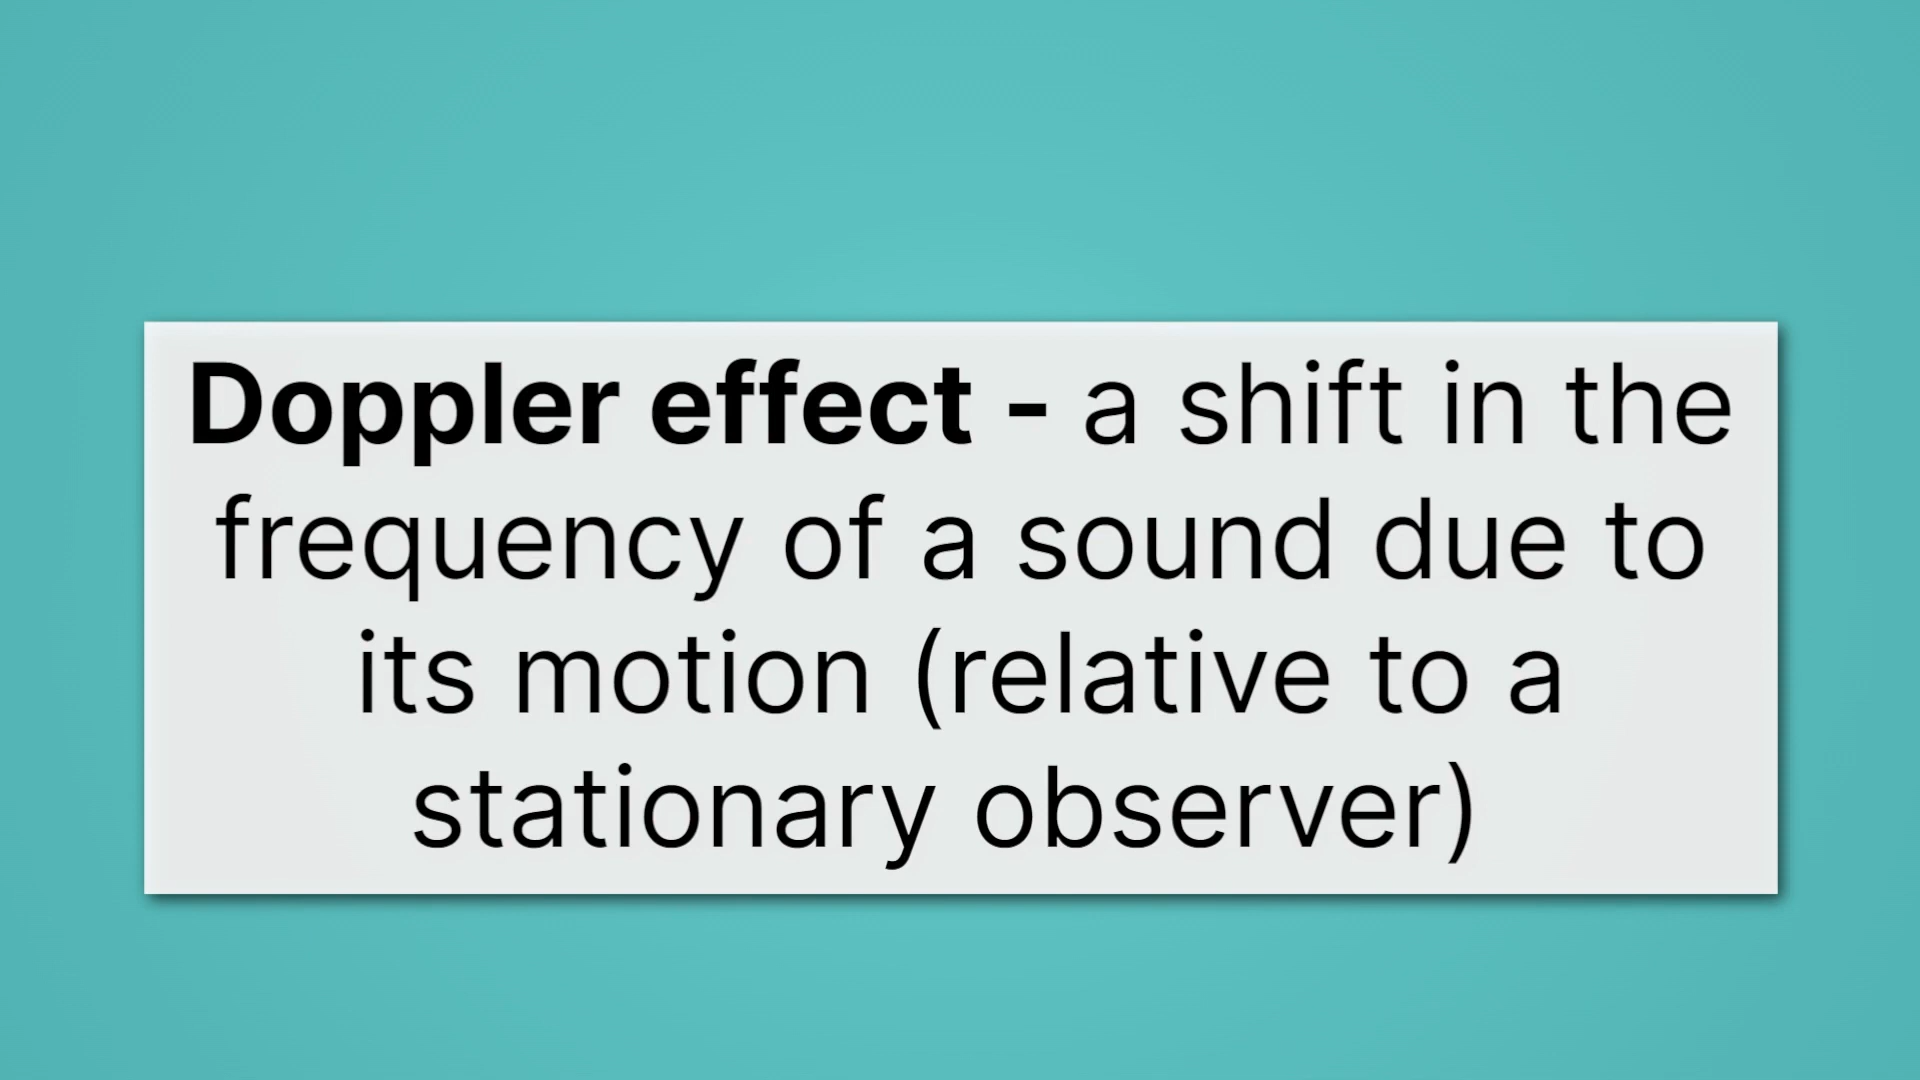 Doppler effect - a shift in the
frequency of a sound due to
its motion (relative to a
stationary observer)